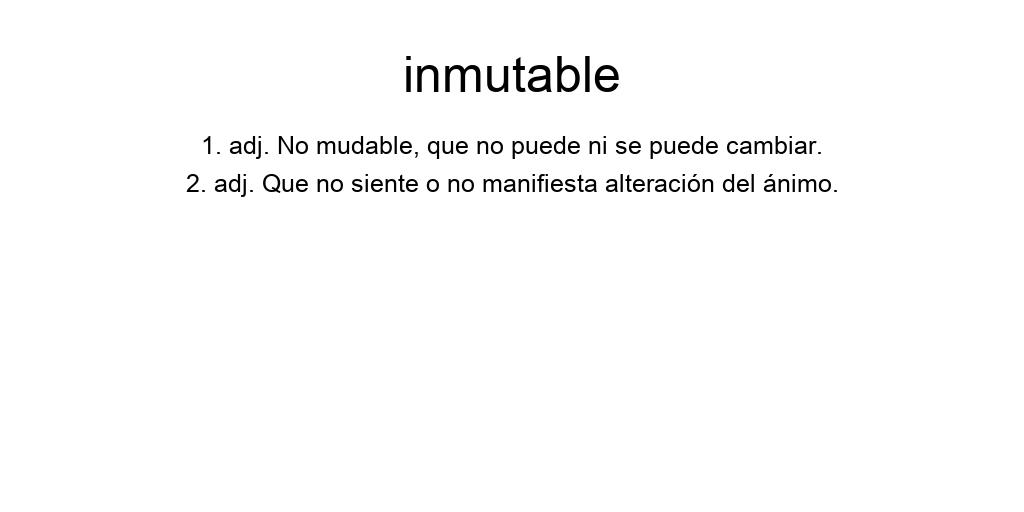 inmutable
1. adj. No mudable, que no puede ni se puede cambiar.
2. adj. Que no siente o no manifiesta alteración del ánimo.